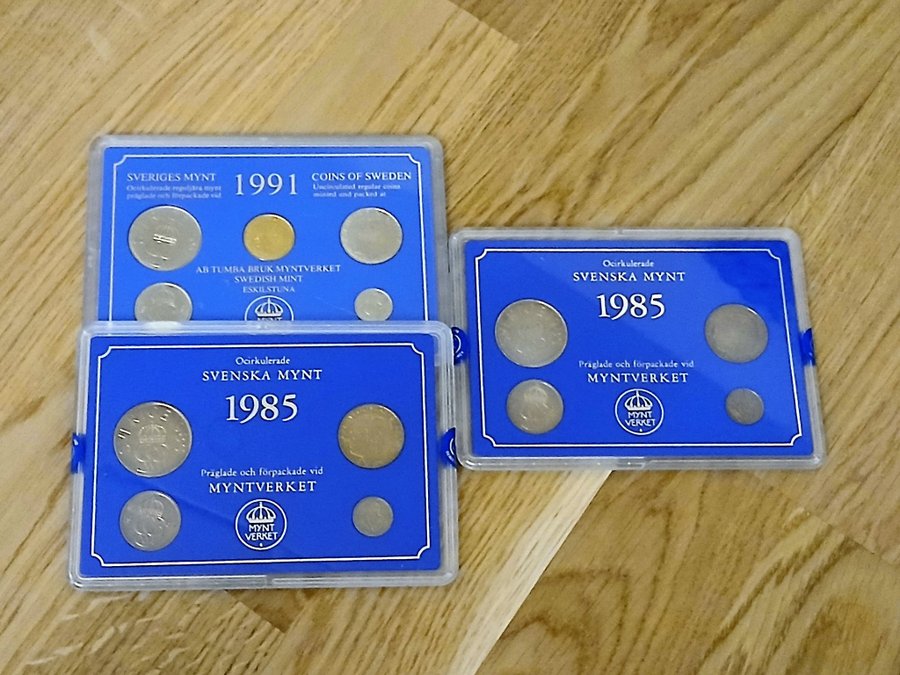 SVERIGES MYNT
Ocirkulerade reguljära mynt
präglade och förpackade vid
1991
COINS OF SWEDEN
Uncirculated regular coins
minted and packed at
AB TUMBA BRUK MYNTVERKET
SWEDISH MINT
ESKILSTUNA
MYNT
Ocirkulerade
SVENSKA MYNT
1985
Präglade och förpackade vid
MYNTVERKET
MYNT
VERKET
Ocirkulerade
SVENSKA MYNT
1985
Präglade och förpackade vid
MYNTVERKET
MYNT
VERKET